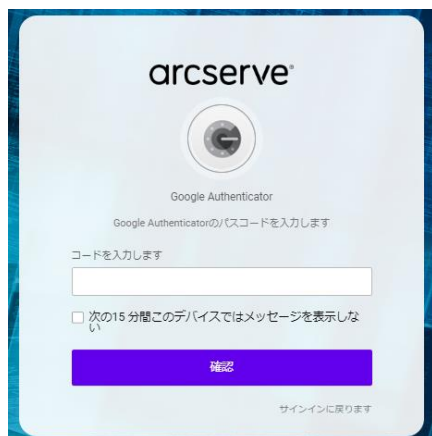 arcserve®
Google Authenticator
Google Authenticatorのパスコードを入力します
コードを入力します
次の15 分間このデバイスではメッセージを表示しな
い
確認
サインインに戻ります